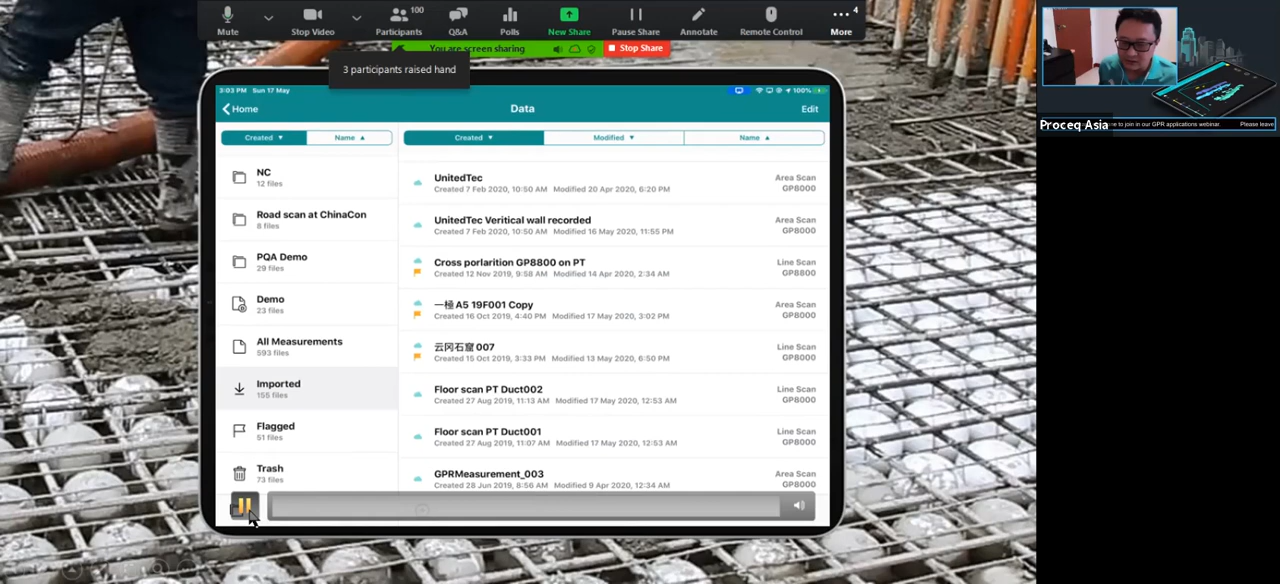 100
4
Mute
Stop Video
Participants
Q&A
Polls
New Share
Pause Share
Annotate
Remote Control
More
You are screen sharing
Stop Share
3 participants raised hand
3:03 PM Sun 17 May
100%
Home
Data
Edit
Created ▼
Name ▲
Created ▼
Modified ▼
Name ▲
NC
12 files
Road scan at ChinaCon
8 files
PQA Demo
29 files
Demo
23 files
All Measurements
593 files
Imported
155 files
Flagged
51 files
Trash
73 files
UnitedTec
Created 7 Feb 2020, 10:50 AM Modified 20 Apr 2020, 6:20 PM
Area Scan
GP8000
UnitedTec Veritical wall recorded
Created 7 Feb 2020, 10:50 AM Modified 16 May 2020, 11:55 PM
Area Scan
GP8000
Cross porlarition GP8800 on PT
Created 12 Nov 2019, 9:58 AM Modified 14 Apr 2020, 2:34 AM
Line Scan
GP8800
一極 A5 19F001 Copy
Created 16 Oct 2019, 4:40 PM Modified 17 May 2020, 3:02 PM
Area Scan
GP8000
云冈石窟 007
Created 15 Oct 2019, 3:33 PM Modified 13 May 2020, 6:50 PM
Line Scan
GP8000
Floor scan PT Duct002
Created 27 Aug 2019, 11:13 AM Modified 17 May 2020, 12:53 AM
Line Scan
GP8000
Floor scan PT Duct001
Created 27 Aug 2019, 11:07 AM Modified 17 May 2020, 12:53 AM
Line Scan
GP8000
GPRMeasurement_003
Created 28 Jun 2019, 8:56 AM Modified 9 Apr 2020, 12:34 AM
Area Scan
GP8000
Proceq Asia
to join in our GPR applications webinar. Please leave